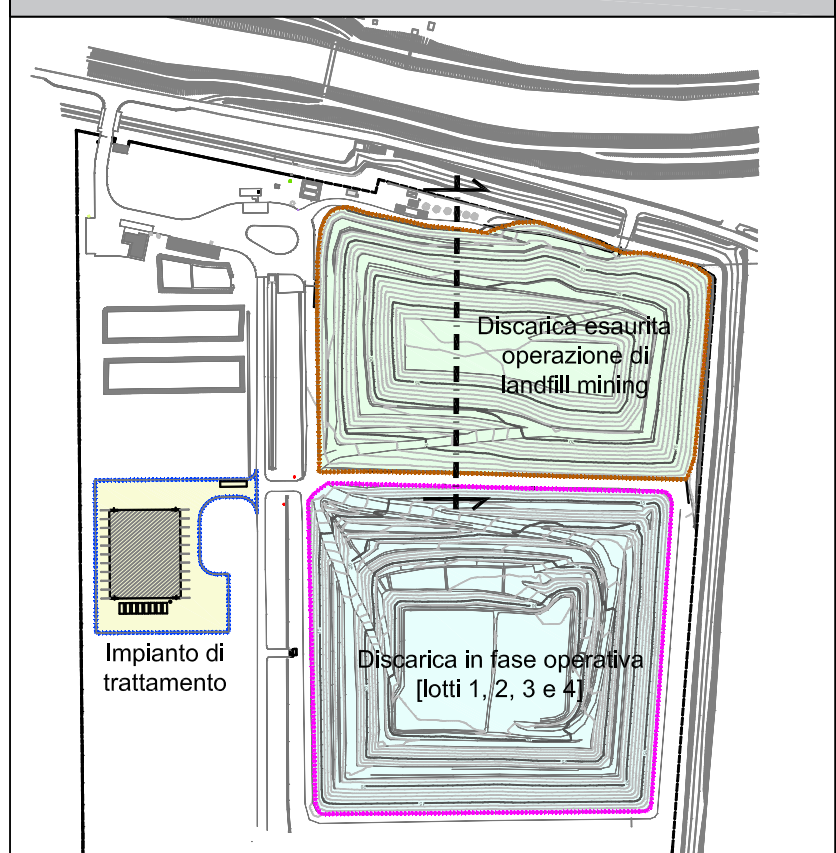 Discarica esaurita
operazione di
landfill mining
Impianto di
trattamento
Discarica in fase operativa
[lotti 1, 2, 3 e 4]